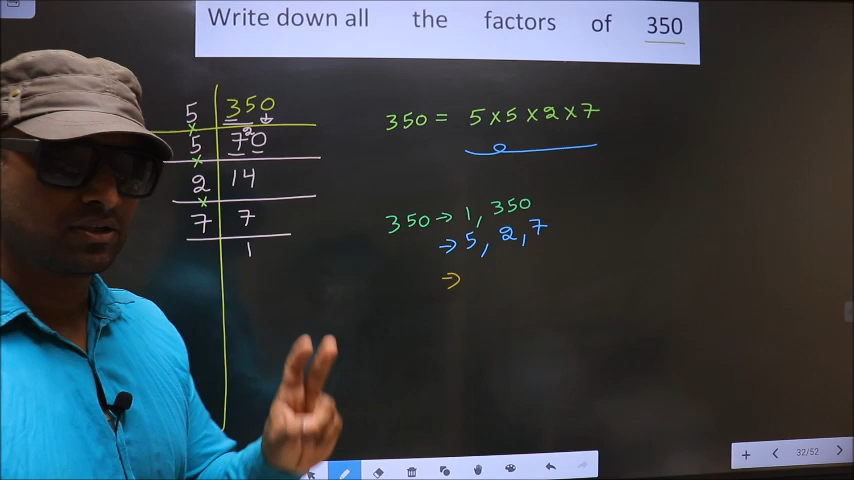 Write down all the factors of 350
5 350
5 7²0
2 14
7 7
1
350 = 5 x 5 x 2 x 7
350 → 1, 350
→ 5, 2, 7
→
32/52